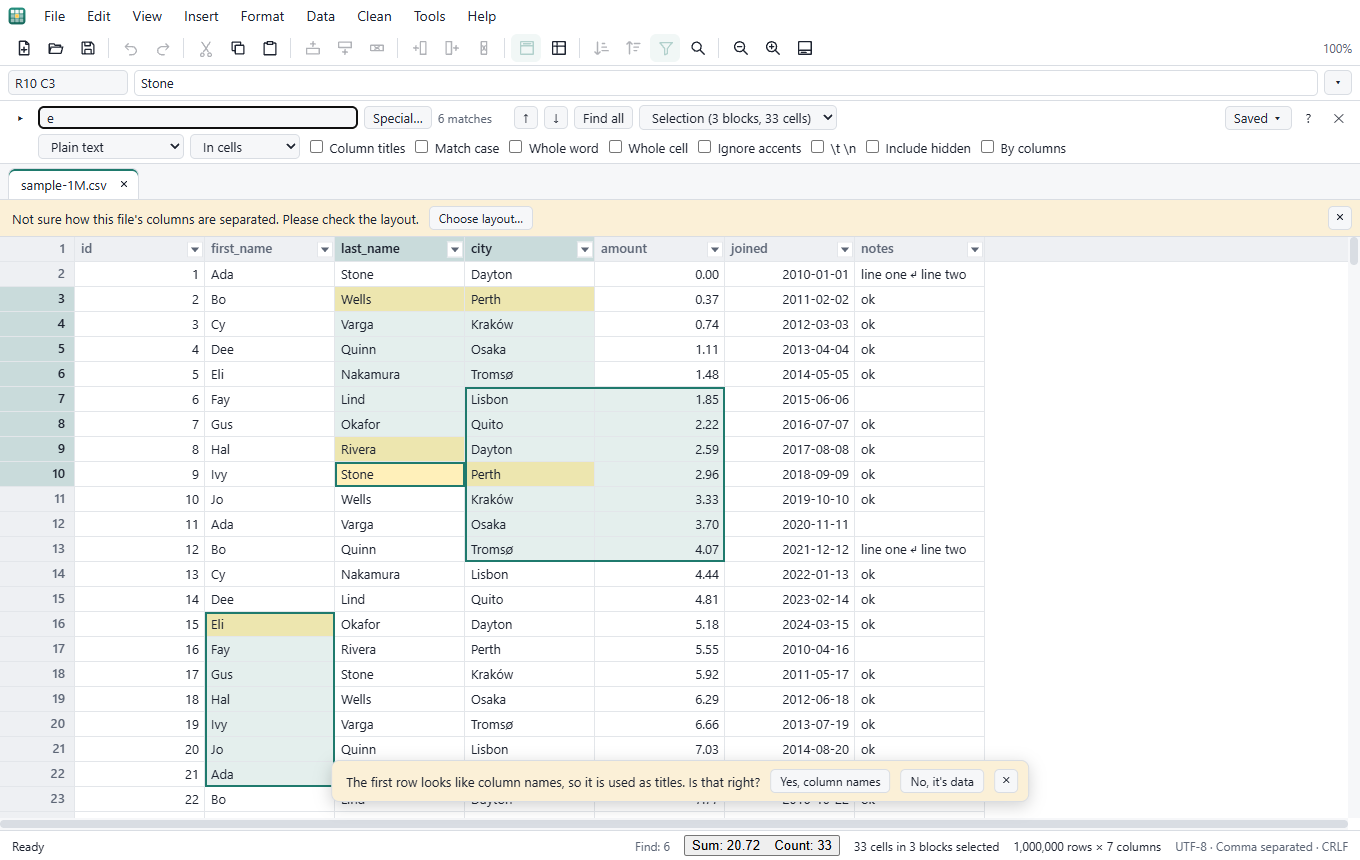 File Edit View Insert Format Data Clean Tools Help
100%
R10 C3 Stone
e Special... 6 matches ↑ ↓ Find all Selection (3 blocks, 33 cells) Saved ? ×
Plain text In cells Column titles Match case Whole word Whole cell Ignore accents \t \n Include hidden By columns
sample-1M.csv ×
Not sure how this file's columns are separated. Please check the layout. Choose layout... ×
1 id first_name last_name city amount joined notes
2 1 Ada Stone Dayton 0.00 2010-01-01 line one ↲ line two
3 2 Bo Wells Perth 0.37 2011-02-02 ok
4 3 Cy Varga Kraków 0.74 2012-03-03 ok
5 4 Dee Quinn Osaka 1.11 2013-04-04 ok
6 5 Eli Nakamura Tromsø 1.48 2014-05-05 ok
7 6 Fay Lind Lisbon 1.85 2015-06-06
8 7 Gus Okafor Quito 2.22 2016-07-07 ok
9 8 Hal Rivera Dayton 2.59 2017-08-08 ok
10 9 Ivy Stone Perth 2.96 2018-09-09 ok
11 10 Jo Wells Kraków 3.33 2019-10-10 ok
12 11 Ada Varga Osaka 3.70 2020-11-11
13 12 Bo Quinn Tromsø 4.07 2021-12-12 line one ↲ line two
14 13 Cy Nakamura Lisbon 4.44 2022-01-13 ok
15 14 Dee Lind Quito 4.81 2023-02-14 ok
16 15 Eli Okafor Dayton 5.18 2024-03-15 ok
17 16 Fay Rivera Perth 5.55 2010-04-16
18 17 Gus Stone Kraków 5.92 2011-05-17 ok
19 18 Hal Wells Osaka 6.29 2012-06-18 ok
20 19 Ivy Varga Tromsø 6.66 2013-07-19 ok
21 20 Jo Quinn Lisbon 7.03 2014-08-20 ok
22 21 Ada
The first row looks like column names, so it is used as titles. Is that right? Yes, column names No, it's data ×
23 22 Bo
Ready Find: 6 Sum: 20.72 Count: 33 33 cells in 3 blocks selected 1,000,000 rows × 7 columns UTF-8 · Comma separated · CRLF